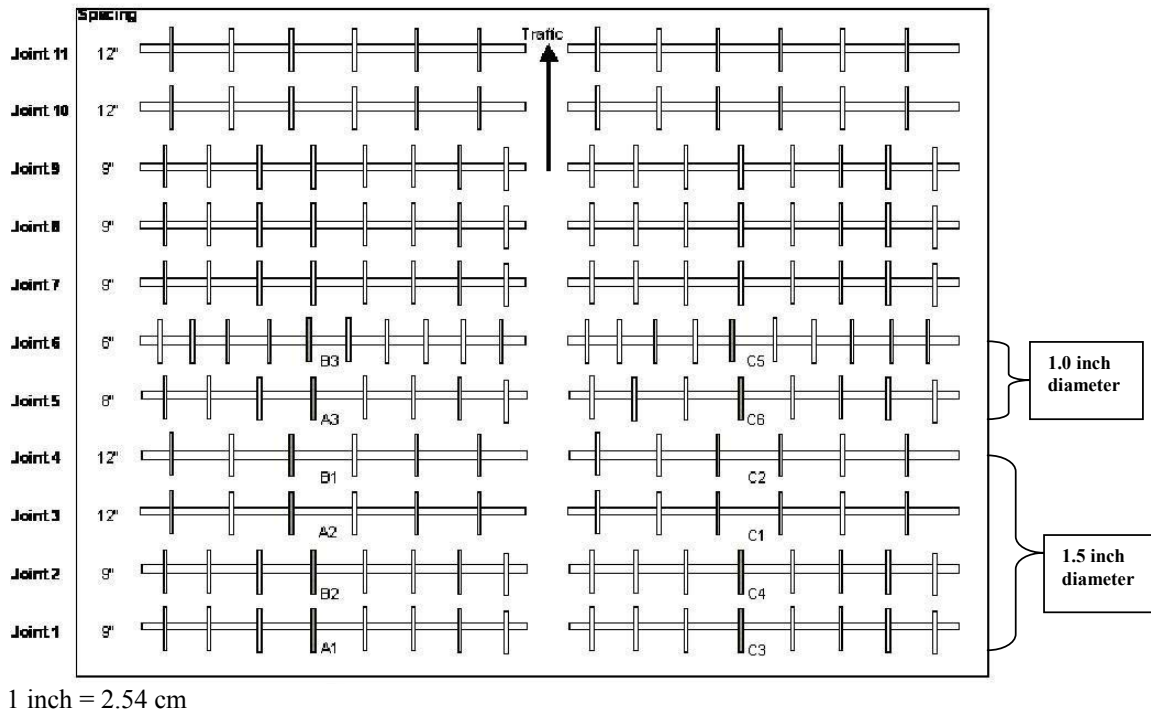 Spacing
Traffic
Joint 11 12"
Joint 10 12"
Joint 9 9"
Joint 8 9"
Joint 7 9"
Joint 6 6"
B3 C5
1.0 inch
diameter
Joint 5 8"
A3 C6
Joint 4 12"
B1 C2
Joint 3 12"
A2 C1
1.5 inch
diameter
Joint 2 9"
B2 C4
Joint 1 9"
A1 C3
1 inch = 2.54 cm